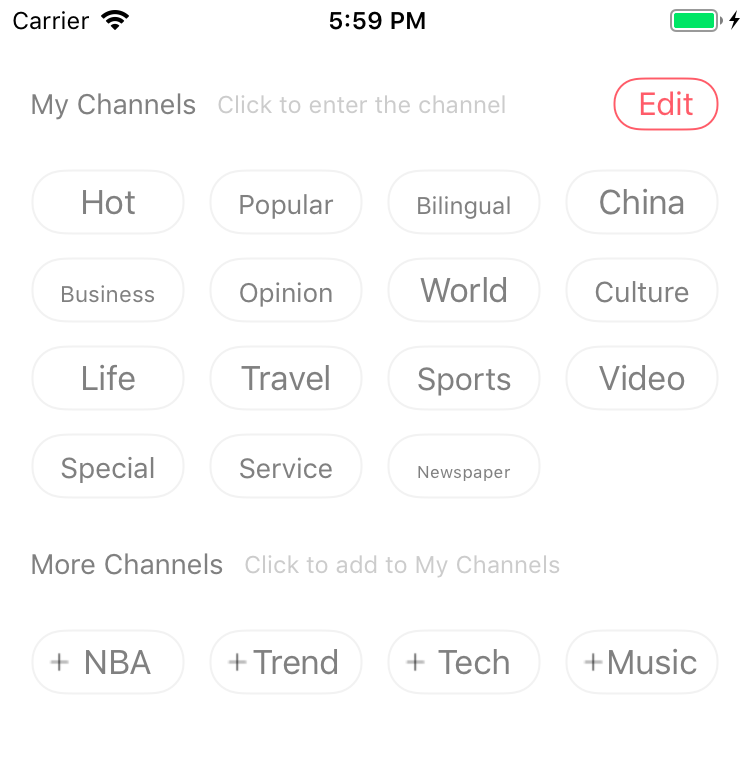 Carrier 5:59 PM
My Channels Click to enter the channel Edit
Hot Popular Bilingual China
Business Opinion World Culture
Life Travel Sports Video
Special Service Newspaper
More Channels Click to add to My Channels
+ NBA + Trend + Tech + Music